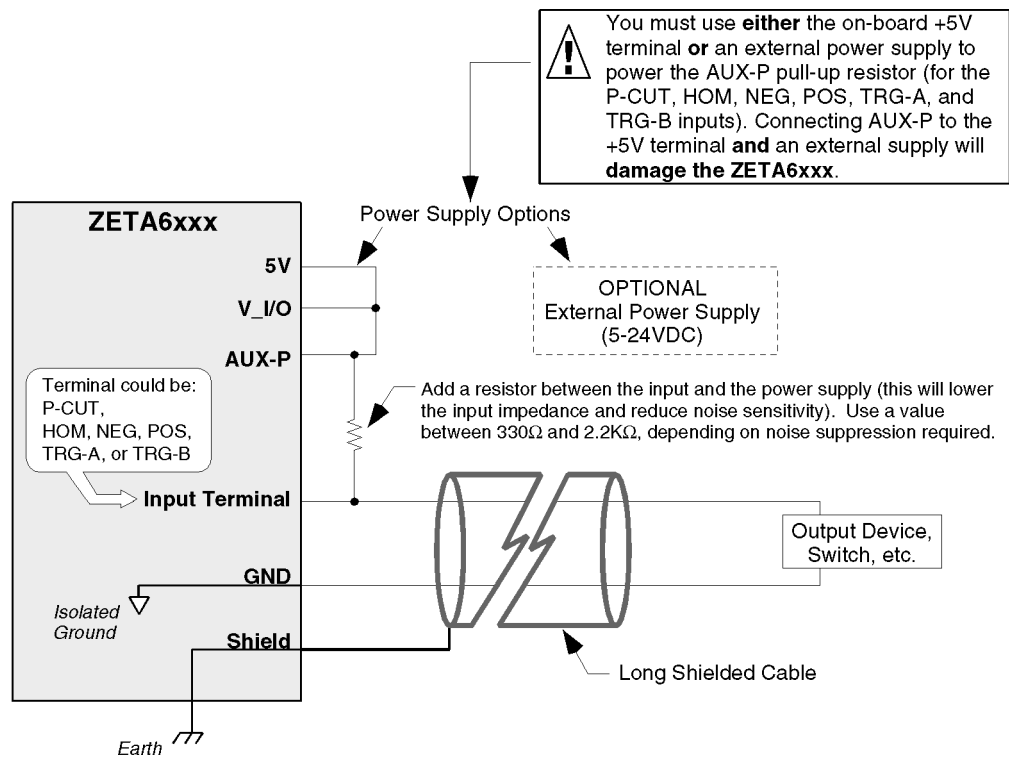 You must use either the on-board +5V
terminal or an external power supply to
power the AUX-P pull-up resistor (for the
P-CUT, HOM, NEG, POS, TRG-A, and
TRG-B inputs). Connecting AUX-P to the
+5V terminal and an external supply will
damage the ZETA6xxx.
ZETA6xxx
Power Supply Options
5V
V_I/O
AUX-P
OPTIONAL
External Power Supply
(5-24VDC)
Terminal could be:
P-CUT,
HOM, NEG, POS,
TRG-A, or TRG-B
Add a resistor between the input and the power supply (this will lower
the input impedance and reduce noise sensitivity).  Use a value
between 330Ω and 2.2KΩ, depending on noise suppression required.
Input Terminal
Output Device,
Switch, etc.
GND
Isolated
Ground
Shield
Long Shielded Cable
Earth